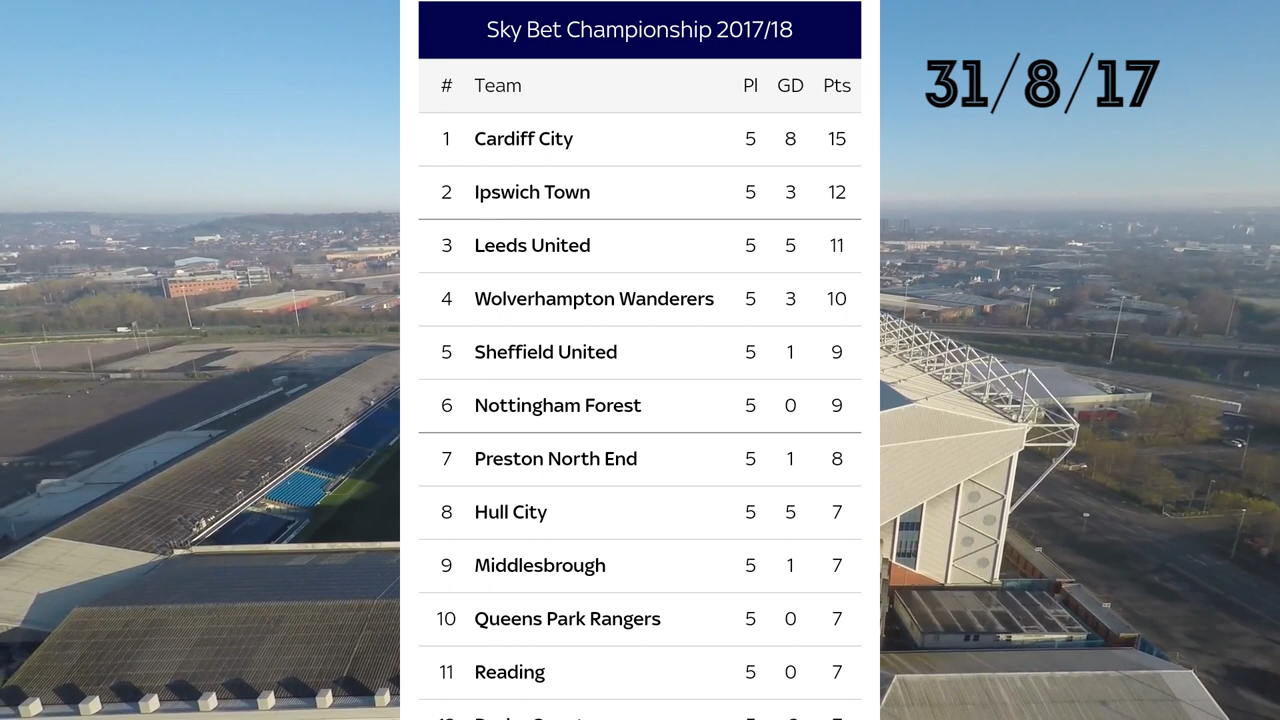 Sky Bet Championship 2017/18
31/8/17
# Team Pl GD Pts
1 Cardiff City 5 8 15
2 Ipswich Town 5 3 12
3 Leeds United 5 5 11
4 Wolverhampton Wanderers 5 3 10
5 Sheffield United 5 1 9
6 Nottingham Forest 5 0 9
7 Preston North End 5 1 8
8 Hull City 5 5 7
9 Middlesbrough 5 1 7
10 Queens Park Rangers 5 0 7
11 Reading 5 0 7